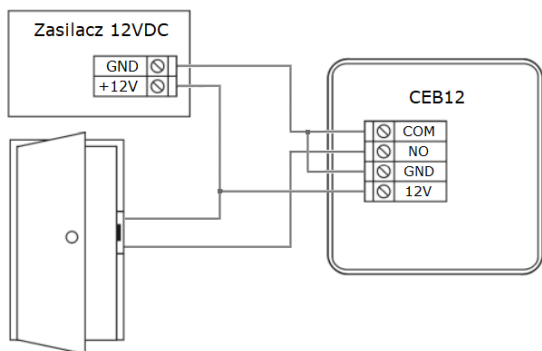 Zasilacz 12VDC
GND
+12V
CEB12
COM
NO
GND
12V